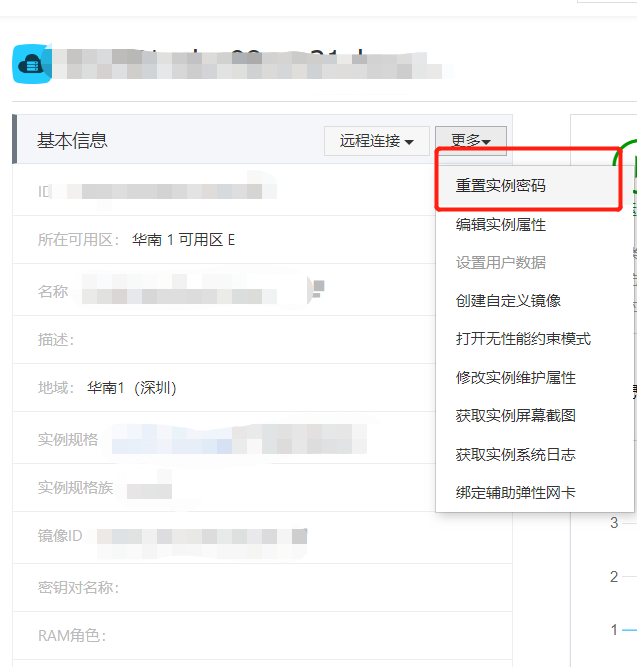 基本信息
远程连接
更多
重置实例密码
编辑实例属性
设置用户数据
创建自定义镜像
打开无性能约束模式
修改实例维护属性
获取实例屏幕截图
获取实例系统日志
绑定辅助弹性网卡
ID
所在可用区： 华南 1 可用区 E
名称
描述：
地域： 华南1（深圳）
实例规格
实例规格族
镜像ID
密钥对名称：
RAM角色：
3
2
1